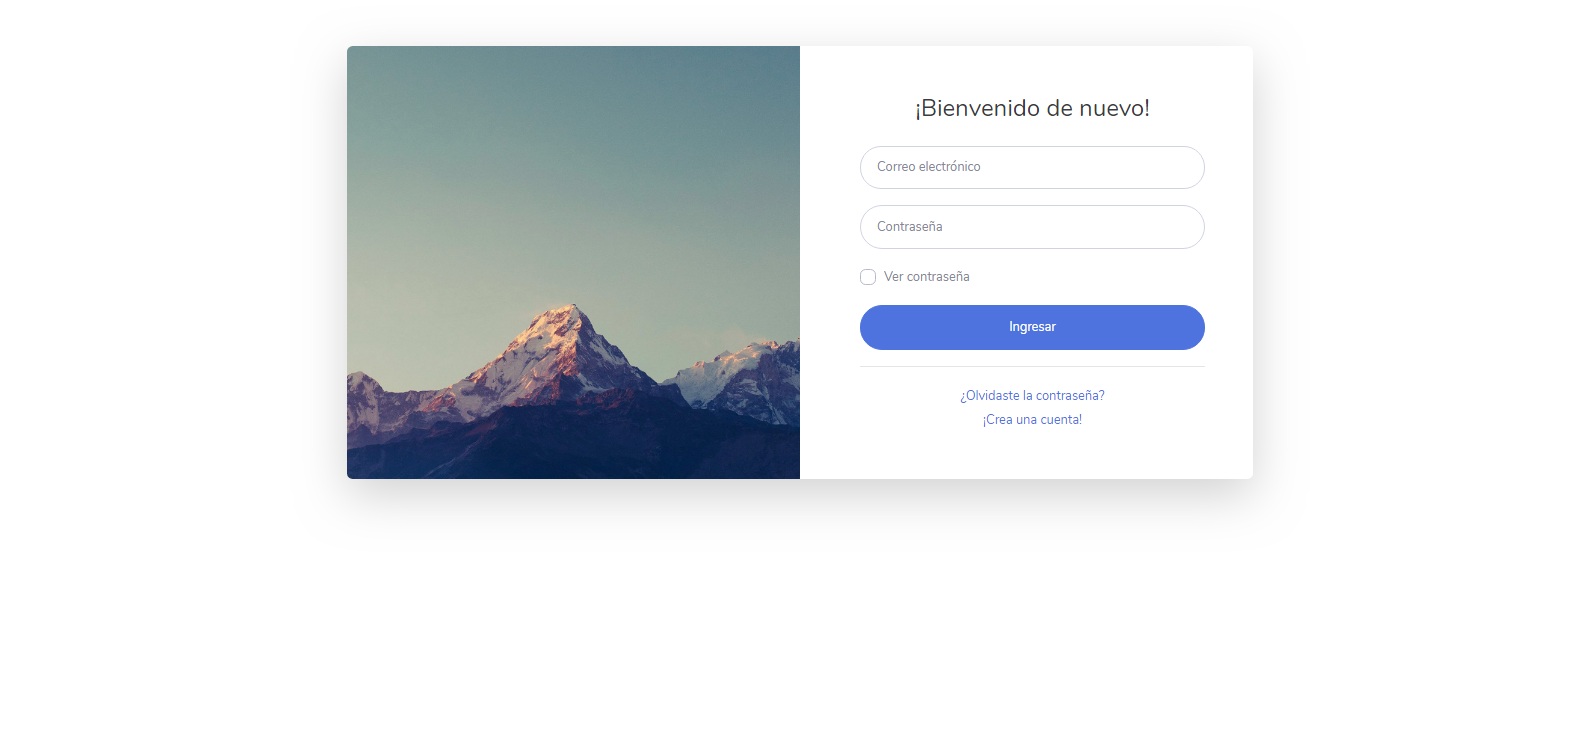 ¡Bienvenido de nuevo!
Correo electrónico
Contraseña
Ver contraseña
Ingresar
¿Olvidaste la contraseña?
¡Crea una cuenta!